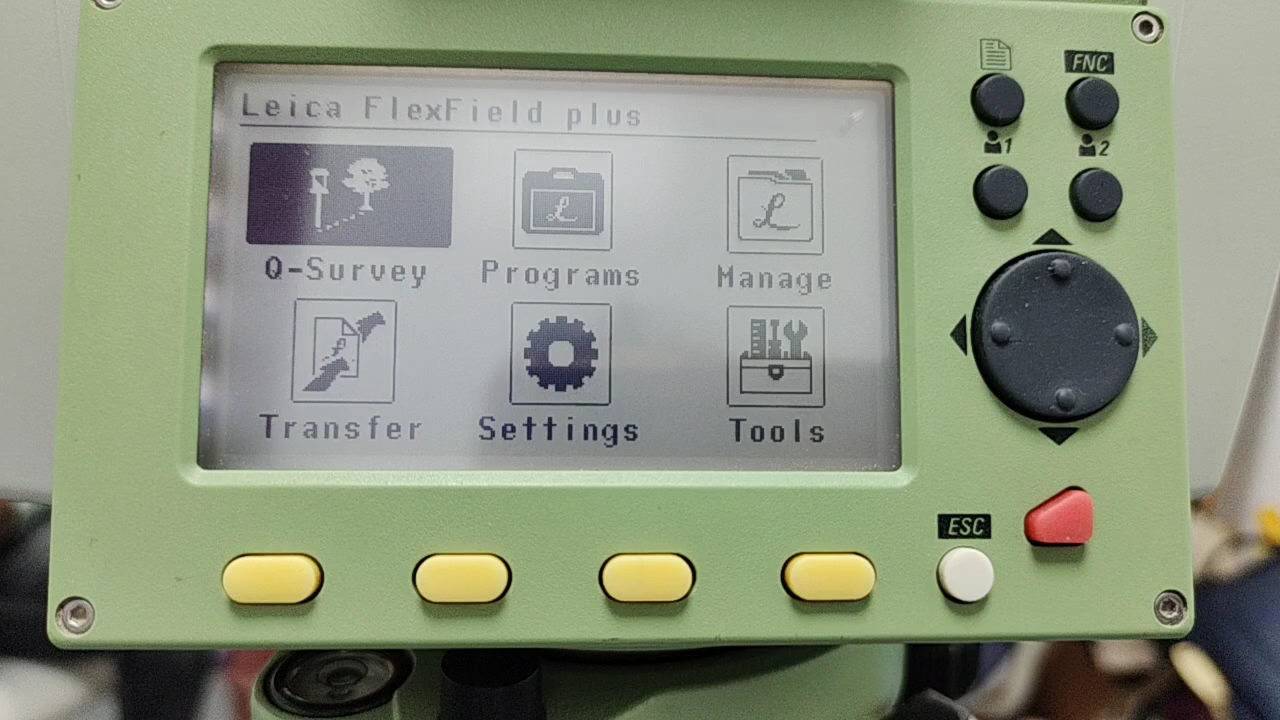 Leica FlexField plus
Q-Survey Programs Manage
Transfer Settings Tools
FNC
1 2
ESC